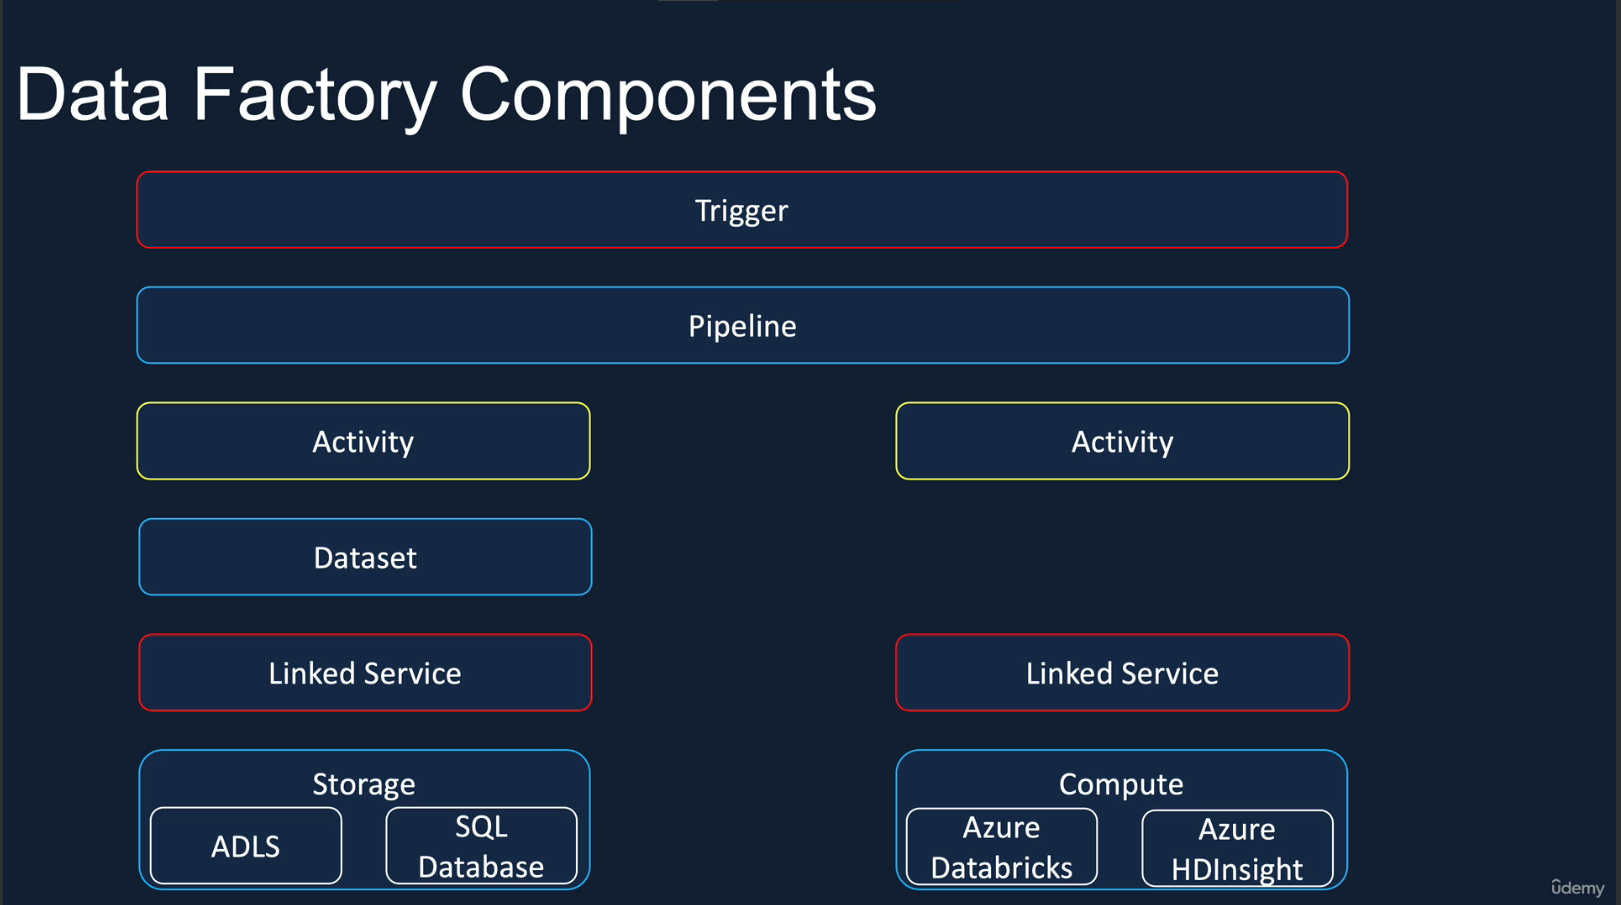 Data Factory Components
Trigger
Pipeline
Activity
Activity
Dataset
Linked Service
Linked Service
Storage
ADLS
SQL
Database
Compute
Azure
Databricks
Azure
HDInsight
ûdemy